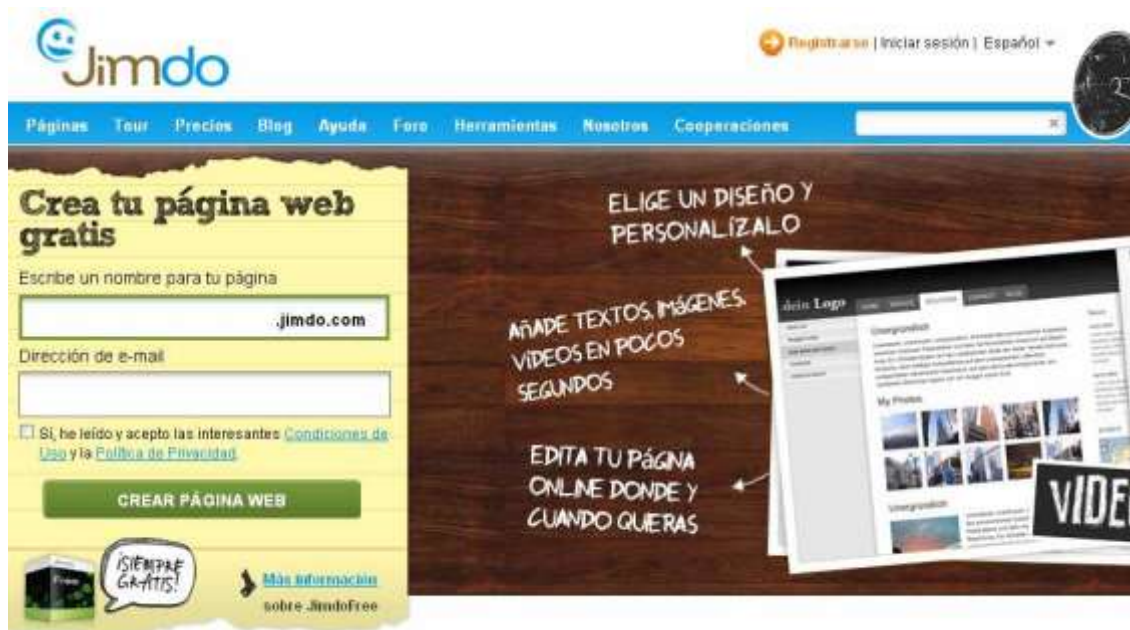 Jimdo
Registrarse | Iniciar sesión | Español
Páginas Tour Precios Blog Ayuda Foro Herramientas Nosotros Cooperaciones
Crea tu página web
gratis
Escribe un nombre para tu página
.jimdo.com
Dirección de e-mail
Sí, he leído y acepto las interesantes Condiciones de
Uso y la Política de Privacidad.
CREAR PÁGINA WEB
¡SIEMPRE
GRATIS!
Más información
sobre JimdoFree
ELIGE UN DISEÑO Y
PERSONALÍZALO
AÑADE TEXTOS, IMÁGENES,
VÍDEOS EN POCOS
SEGUNDOS
EDITA TU PÁGINA
ONLINE DONDE Y
CUANDO QUIERAS
dein Logo
My Photos
VIDE